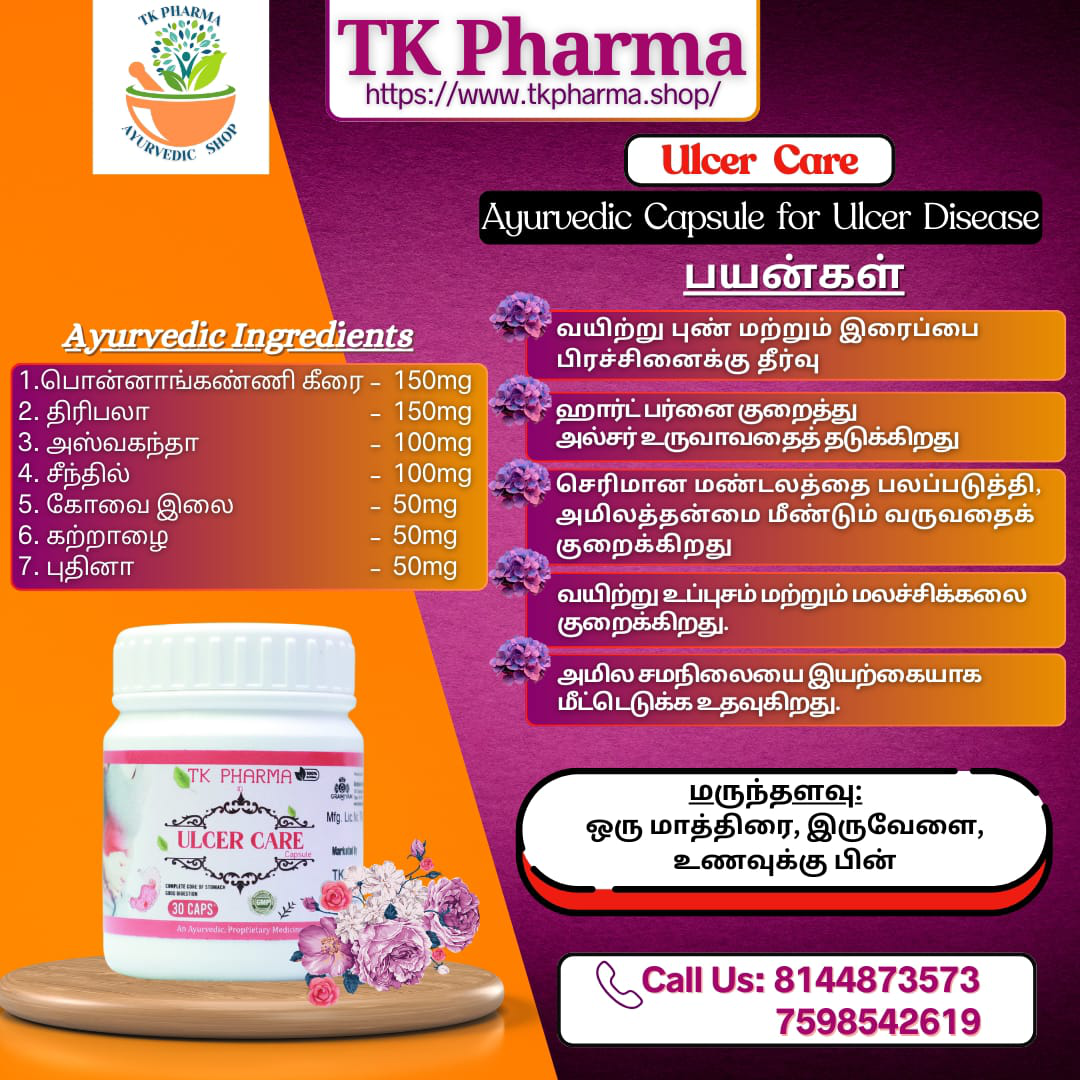 TK PHARMA
AYURVEDIC SHOP
TK Pharma
https://www.tkpharma.shop/
Ulcer Care
Ayurvedic Capsule for Ulcer Disease
பயன்கள்
வயிற்று புண் மற்றும் இரைப்பை
பிரச்சினைக்கு தீர்வு
ஹார்ட் பர்னை குறைத்து
அல்சர் உருவாவதைத் தடுக்கிறது
செரிமான மண்டலத்தை பலப்படுத்தி,
அமிலத்தன்மை மீண்டும் வருவதைக்
குறைக்கிறது
வயிற்று உப்புசம் மற்றும் மலச்சிக்கலை
குறைக்கிறது.
அமில சமநிலையை இயற்கையாக
மீட்டெடுக்க உதவுகிறது.
Ayurvedic Ingredients
1.பொன்னாங்கண்ணி கீரை – 150mg
2. திரிபலா – 150mg
3. அஸ்வகந்தா – 100mg
4. சீந்தில் – 100mg
5. கோவை இலை – 50mg
6. கற்றாழை – 50mg
7. புதினா – 50mg
TK PHARMA
100%
Mfg. Lic.
ULCER CARE
Capsule
Marketed By
TK
COMPLETE CORE OF STOMACH
GOOD DIGESTION
GMP
30 CAPS
An Ayurvedic, Proprietary Medicine
மருந்தளவு:
ஒரு மாத்திரை, இருவேளை,
உணவுக்கு பின்
Call Us: 8144873573
7598542619